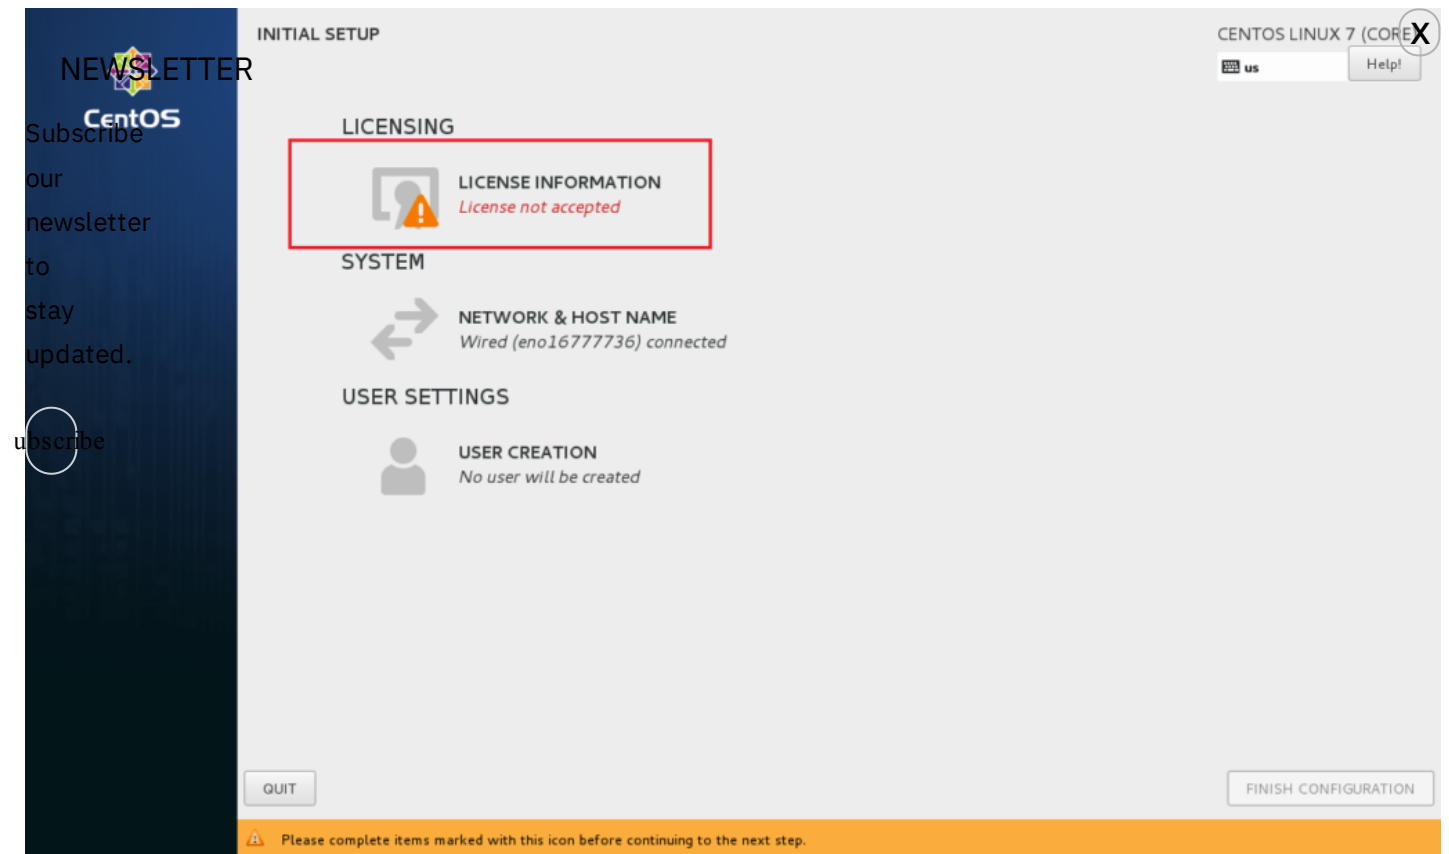 INITIAL SETUP
CENTOS LINUX 7 (CORE)
X
us
Help!
NEWSLETTER
CentOS
Subscribe
our
newsletter
to
stay
updated.
ubscribe
LICENSING
LICENSE INFORMATION
License not accepted
SYSTEM
NETWORK & HOST NAME
Wired (eno16777736) connected
USER SETTINGS
USER CREATION
No user will be created
QUIT
FINISH CONFIGURATION
Please complete items marked with this icon before continuing to the next step.